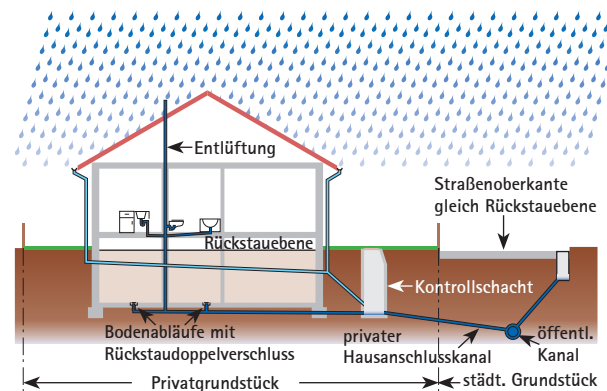 Entlüftung
Straßenoberkante
gleich Rückstauebene
Rückstauebene
Kontrollschacht
Bodenabläufe mit
Rückstaudoppelverschluss
privater
Hausanschlusskanal
öffentl.
Kanal
Privatgrundstück
städt. Grundstück